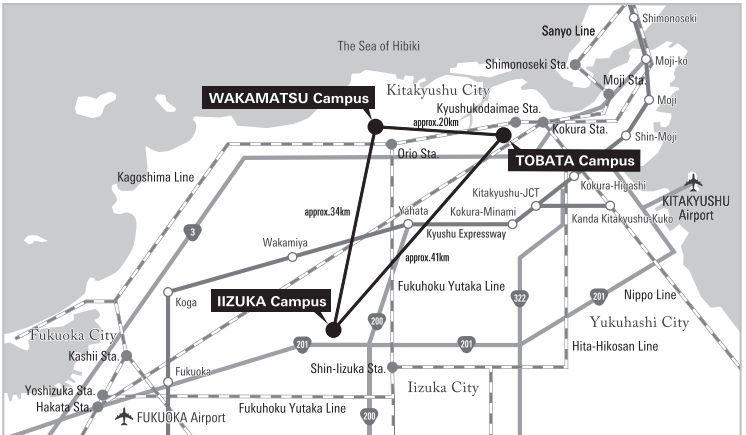 Shimonoseki
Sanyo Line
The Sea of Hibiki
Shimonoseki Sta.
Moji-ko
Moji Sta.
Kitakyushu City
WAKAMATSU Campus
Moji
Kyushukodaimae Sta.
approx.20km
Kokura Sta.
Shin-Moji
Orio Sta.
TOBATA Campus
Kagoshima Line
Kokura-Higashi
Kitakyushu-JCT
KITAKYUSHU
Airport
approx.34km
Yahata
Kokura-Minami
Kanda Kitakyushu-Kuko
3
Kyushu Expressway
Wakamiya
approx.41km
Koga
IIZUKA Campus
Fukuhoku Yutaka Line
322
201
Nippo Line
200
Yukuhashi City
Fukuoka City
201
201
Hita-Hikosan Line
Kashii Sta.
Fukuoka
Shin-Iizuka Sta.
Iizuka City
Yoshizuka Sta.
Hakata Sta.
FUKUOKA Airport
Fukuhoku Yutaka Line
200